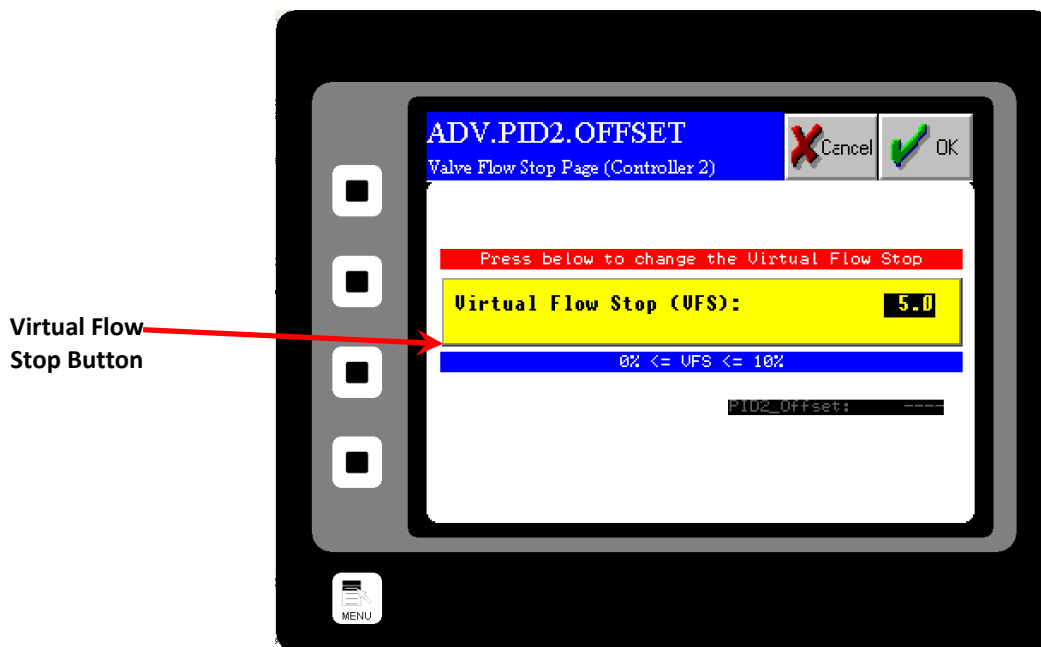 ADV.PID2.OFFSET
Valve Flow Stop Page (Controller 2)
Cancel
OK
Press below to change the Virtual Flow Stop
Virtual Flow Stop (VFS): 5.0
0% <= VFS <= 10%
PID2_Offset: ----
Virtual Flow
Stop Button
MENU